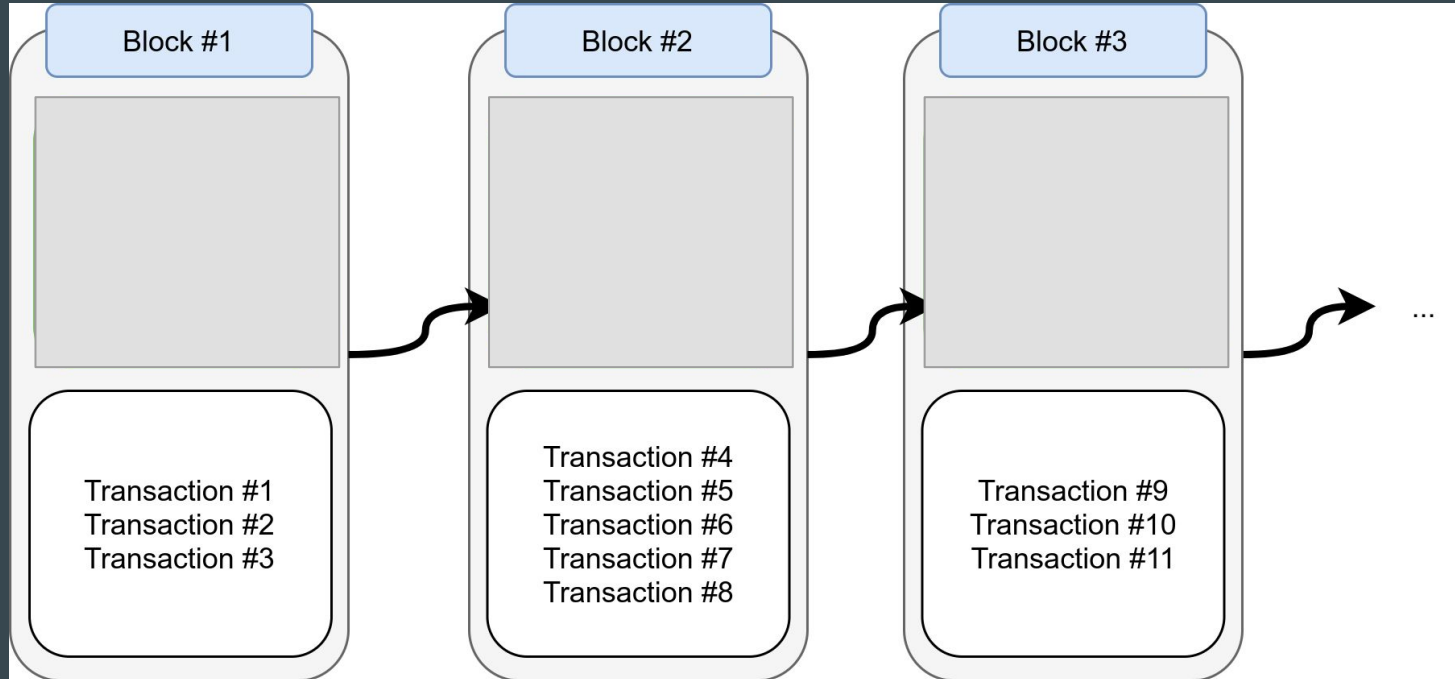 Block #1
Transaction #1
Transaction #2
Transaction #3
Block #2
Transaction #4
Transaction #5
Transaction #6
Transaction #7
Transaction #8
Block #3
Transaction #9
Transaction #10
Transaction #11
...